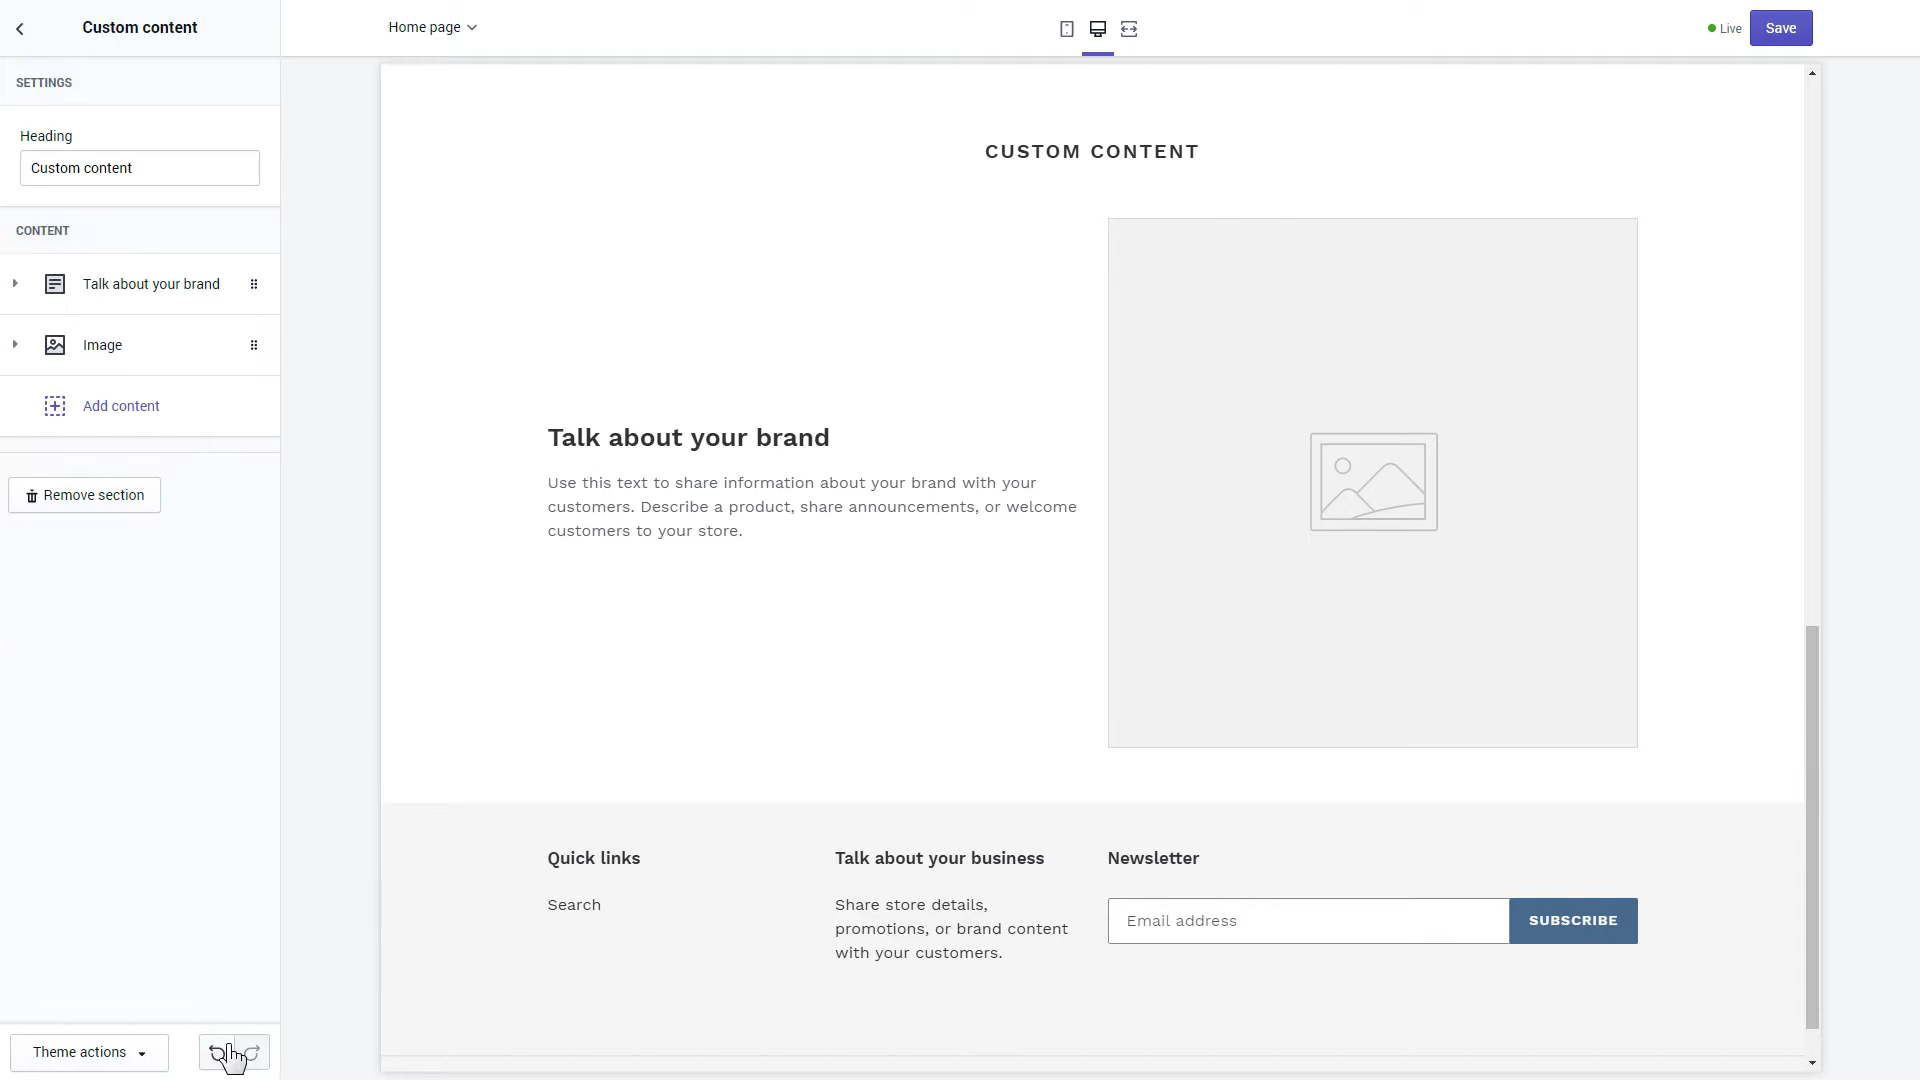 Custom content
Home page
Live
Save
SETTINGS
Heading
Custom content
CONTENT
Talk about your brand
Image
Add content
Remove section
Theme actions
CUSTOM CONTENT
Talk about your brand
Use this text to share information about your brand with your
customers. Describe a product, share announcements, or welcome
customers to your store.
Quick links
Search
Talk about your business
Share store details,
promotions, or brand content
with your customers.
Newsletter
Email address
SUBSCRIBE